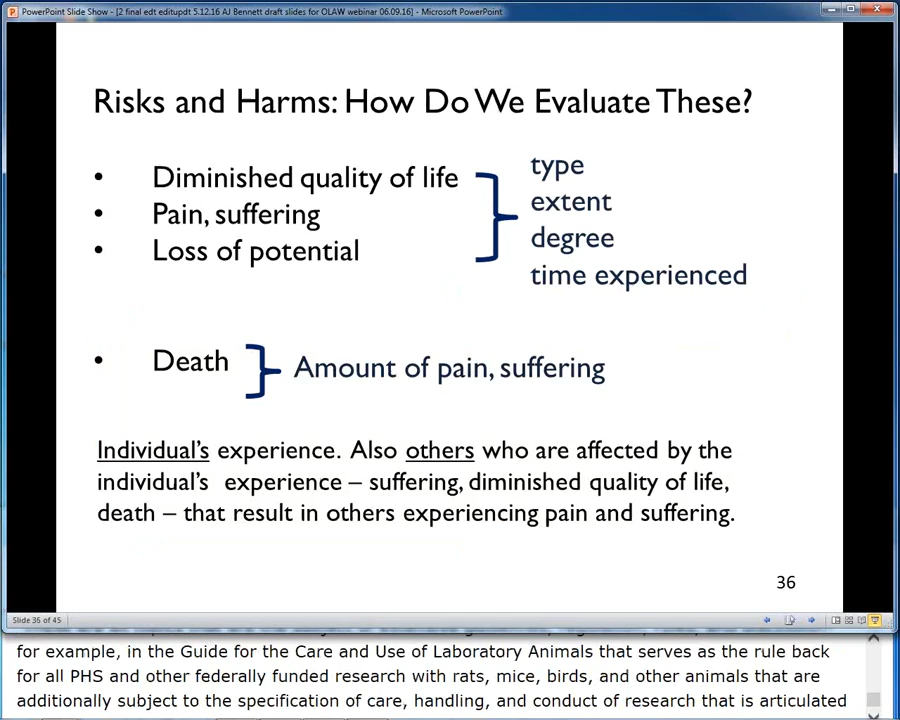 PowerPoint Slide Show - [2 final edt editupdt 5.12.16 AJ Bennett draft slides for OLAW webinar 06.09.16] - Microsoft PowerPoint
Risks and Harms: How Do We Evaluate These?
• Diminished quality of life
• Pain, suffering
• Loss of potential
type
extent
degree
time experienced
• Death
Amount of pain, suffering
Individual's experience. Also others who are affected by the
individual's experience – suffering, diminished quality of life,
death – that result in others experiencing pain and suffering.
36
Slide 36 of 45
for example, in the Guide for the Care and Use of Laboratory Animals that serves as the rule back
for all PHS and other federally funded research with rats, mice, birds, and other animals that are
additionally subject to the specification of care, handling, and conduct of research that is articulated